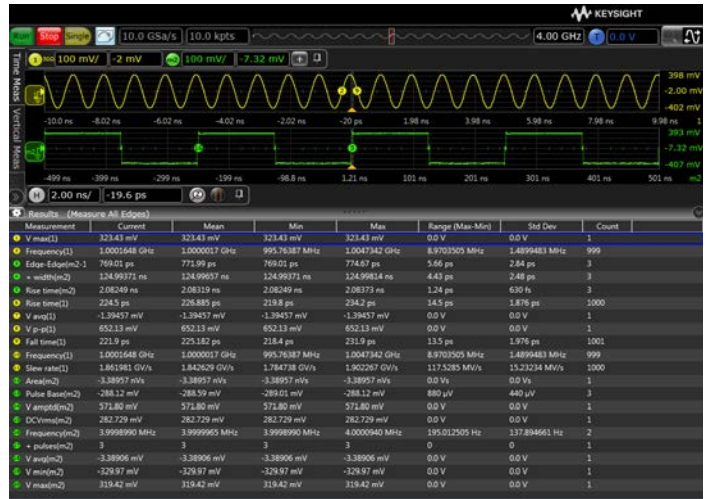 KEYSIGHT
Run Stop Single 10.0 GSa/s 10.0 kpts 4.00 GHz T 0.0 V
1 100 mV/ -2 mV m2 100 mV/ -7.32 mV +
Time Meas
Vertical Meas
398 mV
-2.00 mV
-402 mV
-10.0 ns -8.02 ns -6.02 ns -4.02 ns -2.02 ns -20 ps 1.98 ns 3.98 ns 5.98 ns 7.98 ns 9.98 ns 1
393 mV
-7.32 mV
-407 mV
-499 ns -399 ns -299 ns -199 ns -98.8 ns 1.21 ns 101 ns 201 ns 301 ns 401 ns 501 ns m2
H 2.00 ns/ -19.6 ps
Results (Measure All Edges)
Measurement Current Mean Min Max Range (Max-Min) Std Dev Count
V max(1) 323.43 mV 323.43 mV 323.43 mV 323.43 mV 0.0 V 0.0 V 1
Frequency(1) 1.0001648 GHz 1.0000017 GHz 995.76387 MHz 1.0047342 GHz 8.9703505 MHz 1.4899483 MHz 999
Edge-Edge(m2-1 769.01 ps 771.99 ps 769.01 ps 774.67 ps 5.66 ps 2.84 ps 3
+ width(m2) 124.99371 ns 124.99657 ns 124.99371 ns 124.99814 ns 4.43 ps 2.48 ps 3
Rise time(m2) 2.08249 ns 2.08319 ns 2.08249 ns 2.08373 ns 1.24 ps 630 fs 3
Rise time(1) 224.5 ps 226.885 ps 219.8 ps 234.2 ps 14.5 ps 1.876 ps 1000
V avg(1) -1.39457 mV -1.39457 mV -1.39457 mV -1.39457 mV 0.0 V 0.0 V 1
V p-p(1) 652.13 mV 652.13 mV 652.13 mV 652.13 mV 0.0 V 0.0 V 1
Fall time(1) 221.9 ps 225.182 ps 218.4 ps 231.9 ps 13.5 ps 1.976 ps 1001
Frequency(1) 1.0001648 GHz 1.0000017 GHz 995.76387 MHz 1.0047342 GHz 8.9703505 MHz 1.4899483 MHz 999
Slew rate(1) 1.861981 GV/s 1.842629 GV/s 1.784738 GV/s 1.902267 GV/s 117.5285 MV/s 15.23234 MV/s 1000
Area(m2) -3.38957 nVs -3.38957 nVs -3.38957 nVs -3.38957 nVs 0.0 Vs 0.0 Vs 1
Pulse Base(m2) -288.12 mV -288.59 mV -289.01 mV -288.12 mV 880 µV 440 µV 3
V amptd(m2) 571.80 mV 571.80 mV 571.80 mV 571.80 mV 0.0 V 0.0 V 1
DCVrms(m2) 282.729 mV 282.729 mV 282.729 mV 282.729 mV 0.0 V 0.0 V 1
Frequency(m2) 3.9998990 MHz 3.9999965 MHz 3.9998990 MHz 4.0000940 MHz 195.012505 Hz 137.894661 Hz 2
+ pulses(m2) 3 3 3 3 0 0 1
V avg(m2) -3.38906 mV -3.38906 mV -3.38906 mV -3.38906 mV 0.0 V 0.0 V 1
V min(m2) -329.97 mV -329.97 mV -329.97 mV -329.97 mV 0.0 V 0.0 V 1
V max(m2) 319.42 mV 319.42 mV 319.42 mV 319.42 mV 0.0 V 0.0 V 1